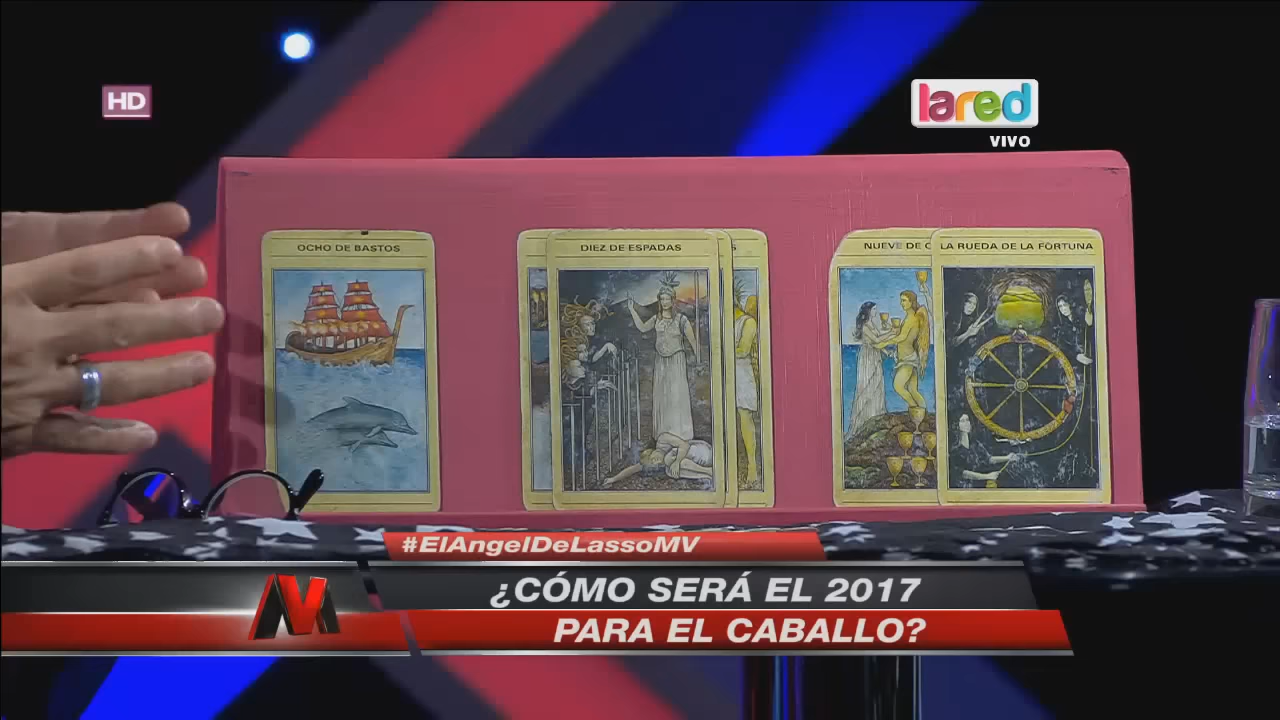 HD
lared
VIVO
OCHO DE BASTOS
DIEZ DE ESPADAS
S
NUEVE DE C
LA RUEDA DE LA FORTUNA
#ElAngelDeLassoMV
¿CÓMO SERÁ EL 2017
PARA EL CABALLO?